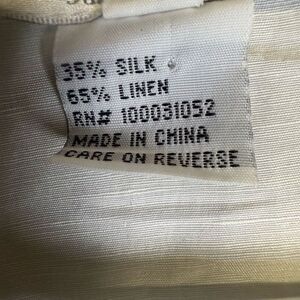 35% SILK
65% LINEN
RN# 100031052
MADE IN CHINA
CARE ON REVERSE